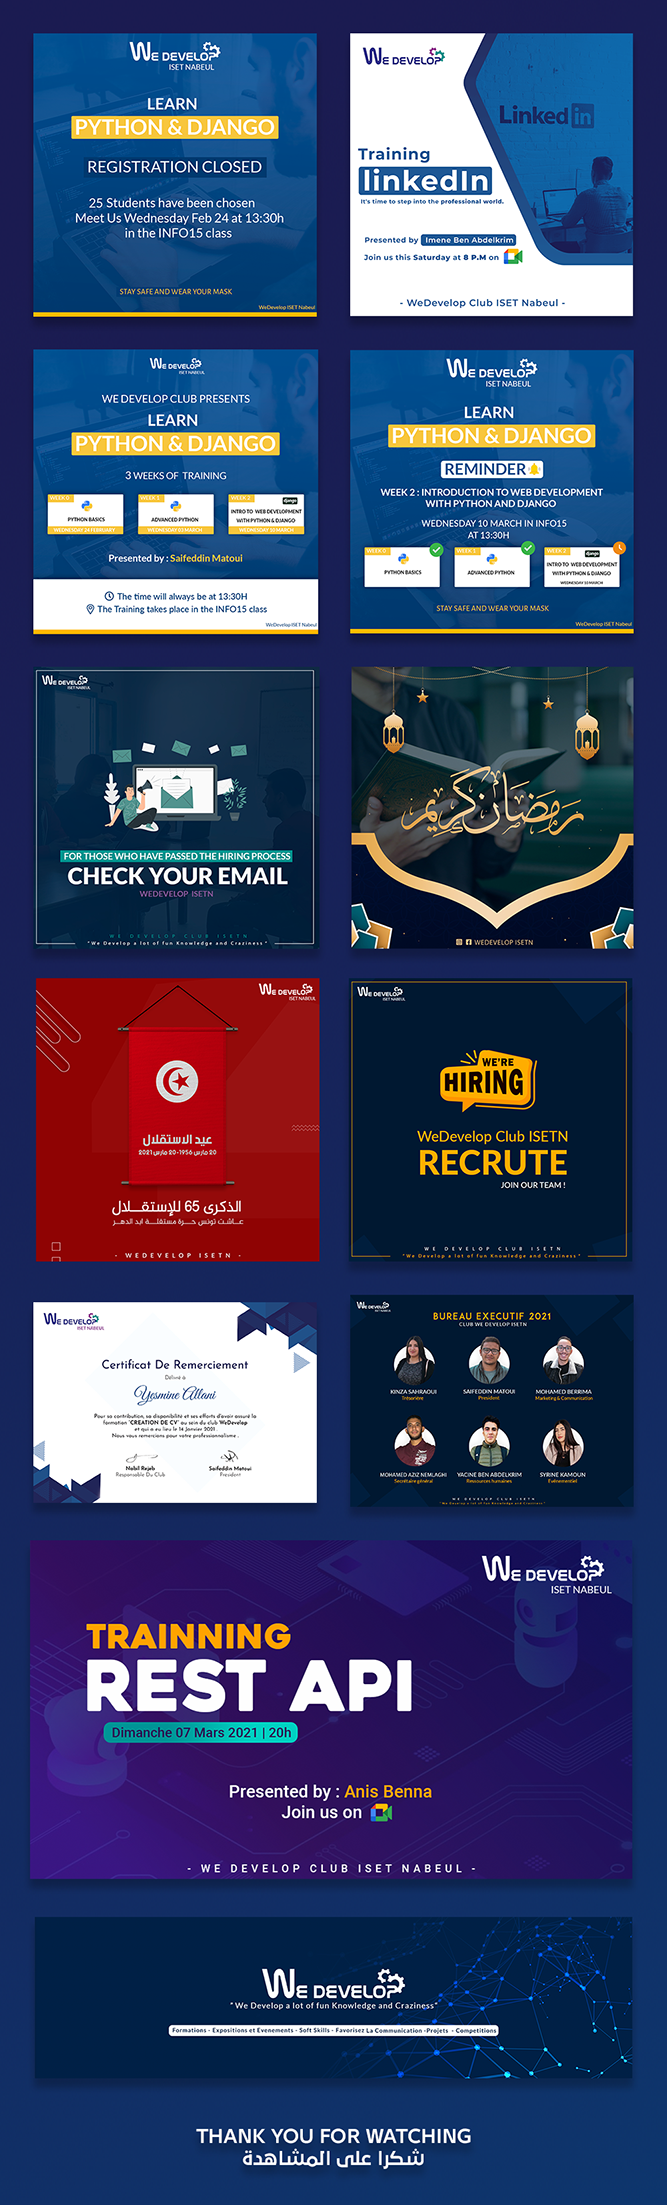 WE DEVELOP
ISET NABEUL
LEARN
PYTHON & DJANGO
REGISTRATION CLOSED
25 Students have been chosen
Meet Us Wednesday Feb 24 at 13:30h
in the INFO15 class
STAY SAFE AND WEAR YOUR MASK
WeDevelop ISET Nabeul
WE DEVELOP
Linked in
Training
linkedIn
It's time to step into the professional world.
Presented by Imene Ben Abdelkrim
Join us this Saturday at 8 P.M on
- WeDevelop Club ISET Nabeul -
WE DEVELOP
ISET NABEUL
WE DEVELOP CLUB PRESENTS
LEARN
PYTHON & DJANGO
3 WEEKS OF TRAINING
WEEK 0
PYTHON BASICS
WEDNESDAY 24 FEBRUARY
WEEK 1
ADVANCED PYTHON
WEDNESDAY 03 MARCH
WEEK 2
django
INTRO TO WEB DEVELOPMENT
WITH PYTHON & DJANGO
WEDNESDAY 10 MARCH
Presented by : Saifeddin Matoui
The time will always be at 13:30H
The Training takes place in the INFO15 class
WeDevelop ISET Nabeul
WE DEVELOP
ISET NABEUL
LEARN
PYTHON & DJANGO
REMINDER
WEEK 2 : INTRODUCTION TO WEB DEVELOPMENT
WITH PYTHON AND DJANGO
WEDNESDAY 10 MARCH IN INFO15
AT 13:30H
WEEK 0
PYTHON BASICS
WEEK 1
ADVANCED PYTHON
WEEK 2
django
INTRO TO WEB DEVELOPMENT
WITH PYTHON & DJANGO
WEDNESDAY 10 MARCH
STAY SAFE AND WEAR YOUR MASK
WeDevelop ISET Nabeul
WE DEVELOP
ISET NABEUL
FOR THOSE WHO HAVE PASSED THE HIRING PROCESS
CHECK YOUR EMAIL
WEDEVELOP ISETN
WE DEVELOP CLUB ISETN
"We Develop a lot of fun Knowledge and Craziness"
رمضان كريم
WEDEVELOP ISETN
WE DEVELOP
ISET NABEUL
عيد الاستقلال
20 مارس 1956-20 مارس 2021
الذكرى 65 للإستقلال
عاشت تونس حرة مستقلة أبد الدهر
- WEDEVELOP ISETN -
WE DEVELOP
ISET NABEUL
WE'RE
HIRING
WeDevelop Club ISETN
RECRUTE
JOIN OUR TEAM !
WE DEVELOP CLUB ISETN
"We Develop a lot of fun Knowledge and Craziness"
WE DEVELOP
ISET NABEUL
Certificat De Remerciement
Délivré à
Yesmine Allani
Pour sa contribution, sa disponibilité et ses efforts d'avoir assuré la
formation "CREATION DE CV" au sein du club WeDevelop
et qui a eu lieu le 14 Janvier 2021 .
Nous vous remercions pour votre professionnalisme .
Nabil Rejeb
Responsable Du Club
Saifeddin Matoui
President
WE DEVELOP
ISET NABEUL
BUREAU EXECUTIF 2021
CLUB WE DEVELOP ISETN
KINZA SAHRAOUI
Trésorière
SAIFEDDIN MATOUI
President
MOHAMED BERRIMA
Marketing & Communication
MOHAMED AZIZ NEMLAGHI
Secrétaire général
YACINE BEN ABDELKRIM
Ressources humaines
SYRINE KAMOUN
Evénementiel
WE DEVELOP CLUB ISETN
"We Develop a lot of fun Knowledge and Craziness"
WE DEVELOP
ISET NABEUL
TRAINNING
REST API
Dimanche 07 Mars 2021 | 20h
Presented by : Anis Benna
Join us on
- WE DEVELOP CLUB ISET NABEUL -
WE DEVELOP
"We Develop a lot of fun Knowledge and Craziness"
Formations - Expositions et Evenements - Soft Skills - Favorisez La Communication -Projets - Competitions
THANK YOU FOR WATCHING
شكرا على المشاهدة